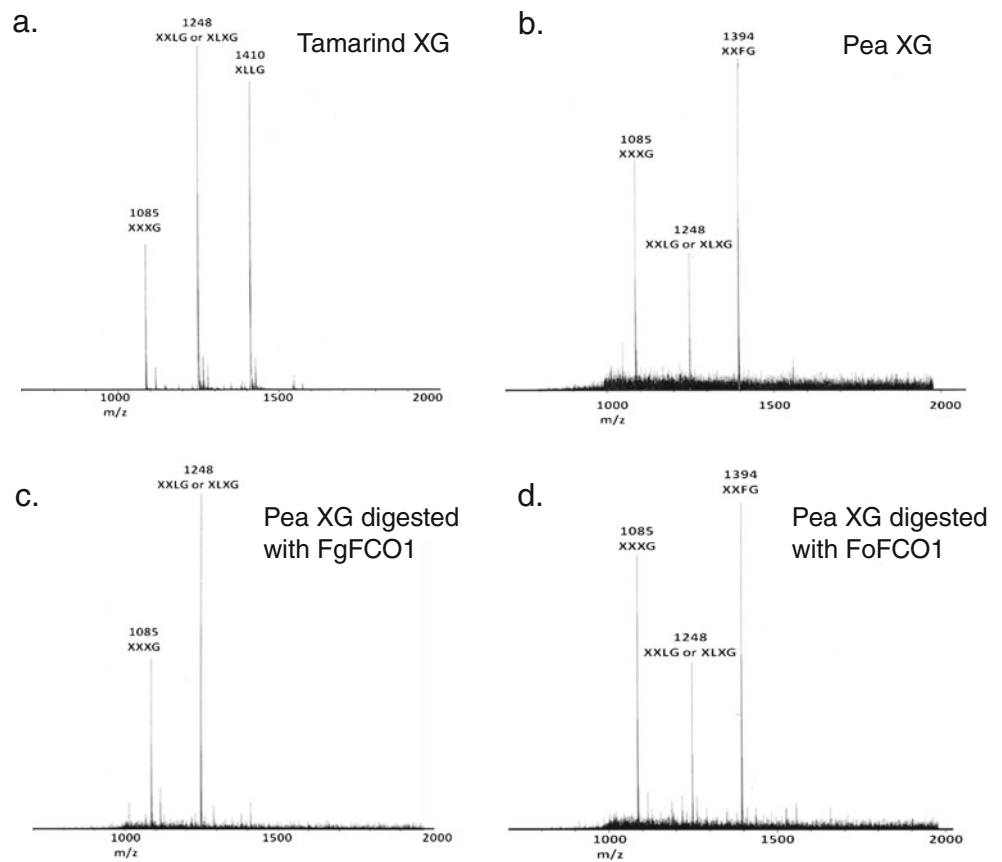 a.
Tamarind XG
1248
XXLG or XLXG
1410
XLLG
1085
XXXG
1000
1500
2000
m/z
b.
Pea XG
1394
XXFG
1085
XXXG
1248
XXLG or XLXG
1000
1500
2000
m/z
c.
Pea XG digested
with FgFCO1
1248
XXLG or XLXG
1085
XXXG
1000
1500
2000
m/z
d.
Pea XG digested
with FoFCO1
1394
XXFG
1085
XXXG
1248
XXLG or XLXG
1000
1500
2000
m/z